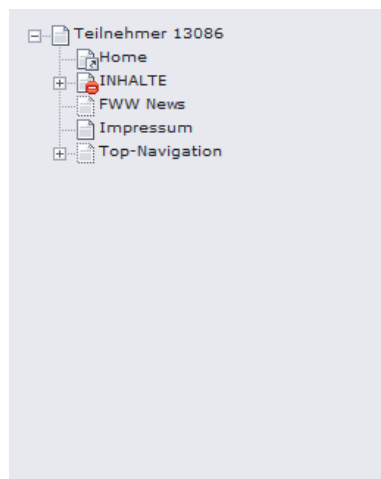 Teilnehmer 13086
Home
INHALTE
FWW News
Impressum
Top-Navigation